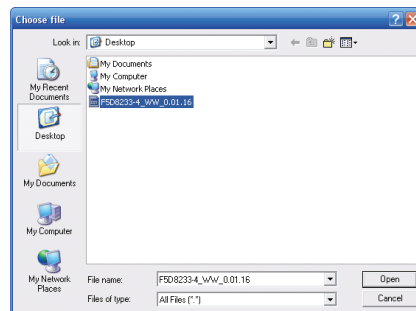 Choose file
Look in: Desktop
My Recent
Documents
Desktop
My Documents
My Computer
My Network
Places
My Documents
My Computer
My Network Places
F5D8233-4_WW_0.01.16
File name: F5D8233-4_WW_0.01.16 Open
Files of type: All Files (*.*) Cancel